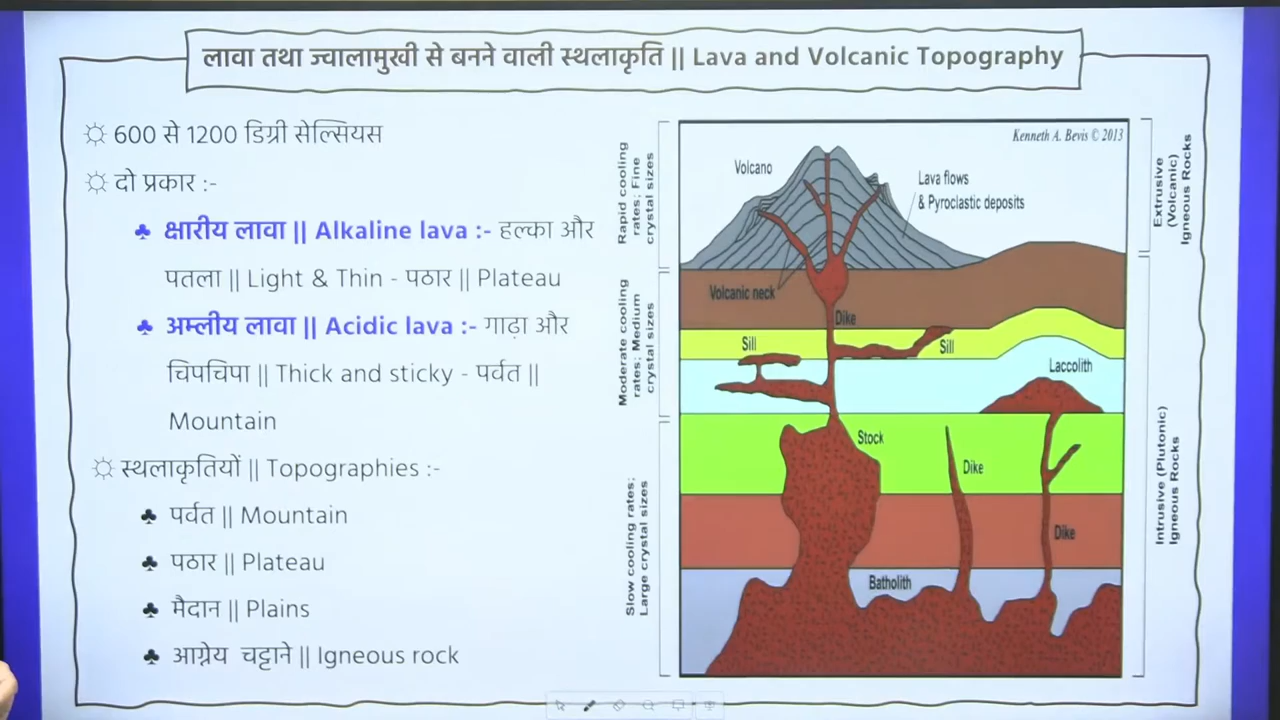 लावा तथा ज्वालामुखी से बनने वाली स्थलाकृति || Lava and Volcanic Topography
600 से 1200 डिग्री सेल्सियस
दो प्रकार :-
क्षारीय लावा || Alkaline lava :- हल्का और
पतला || Light & Thin - पठार || Plateau
अम्लीय लावा || Acidic lava :- गाढ़ा और
चिपचिपा || Thick and sticky - पर्वत ||
Mountain
स्थलाकृतियों || Topographies :-
पर्वत || Mountain
पठार || Plateau
मैदान || Plains
आग्नेय चट्टाने || Igneous rock
Kenneth A. Bevis © 2013
Volcano
Lava flows
& Pyroclastic deposits
Volcanic neck
Dike
Sill
Sill
Laccolith
Stock
Dike
Dike
Batholith
Rapid cooling
rates; Fine
crystal sizes
Moderate cooling
rates; Medium
crystal sizes
Slow cooling rates;
Large crystal sizes
Extrusive
(Volcanic)
Igneous Rocks
Intrusive (Plutonic)
Igneous Rocks